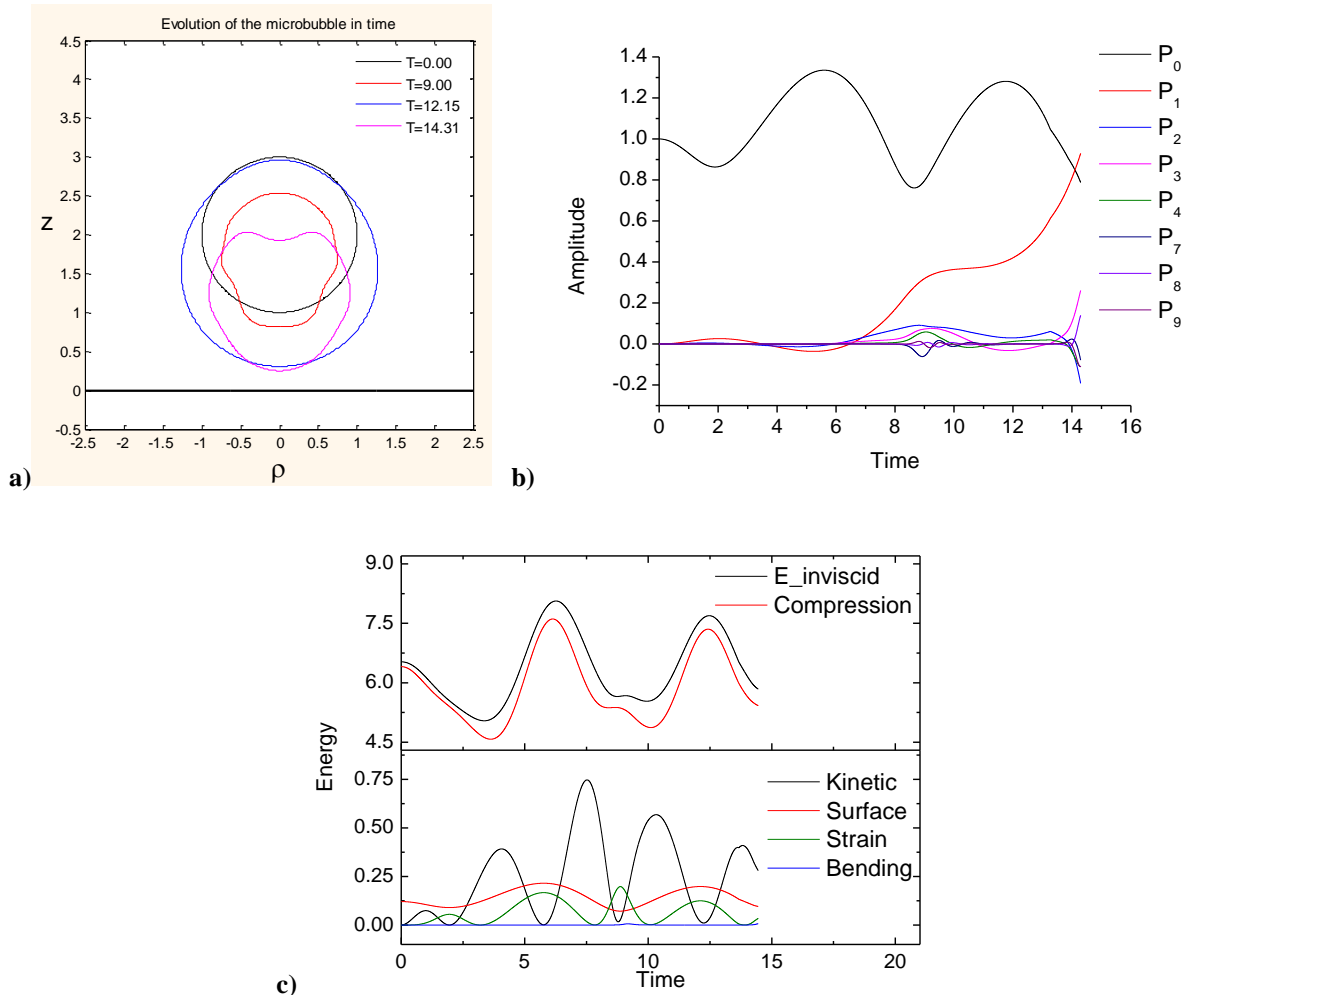 Evolution of the microbubble in time
4.5
4
3.5
3
2.5
2
1.5
1
0.5
0
-0.5
z
-2.5 -2 -1.5 -1 -0.5 0 0.5 1 1.5 2 2.5
ρ
T=0.00
T=9.00
T=12.15
T=14.31
a)
1.4
1.2
1.0
0.8
0.6
0.4
0.2
0.0
-0.2
Amplitude
0 2 4 6 8 10 12 14 16
Time
P0
P1
P2
P3
P4
P7
P8
P9
b)
9.0
7.5
6.0
4.5
E_inviscid
Compression
Energy
0.75
0.50
0.25
0.00
Kinetic
Surface
Strain
Bending
0 5 10 15 20
Time
c)